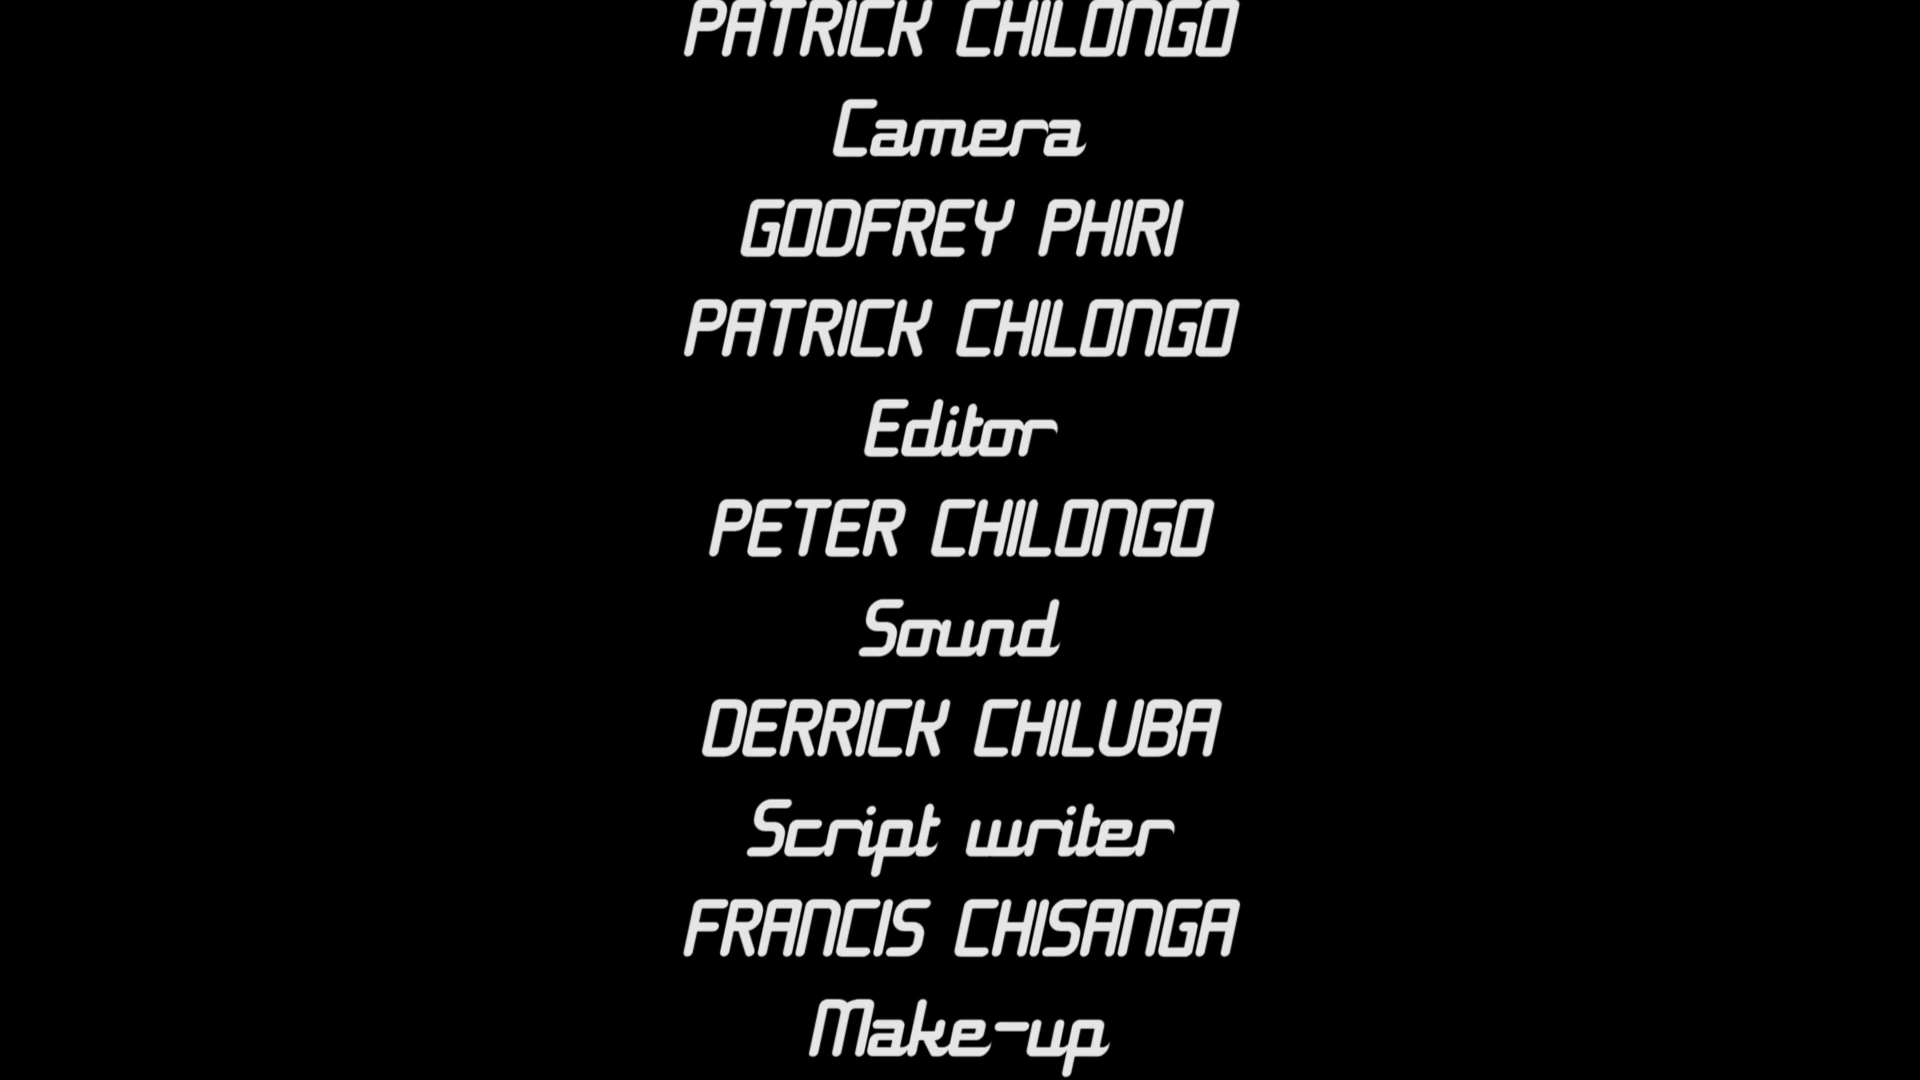 PATRICK CHILONGO
Camera
GODFREY PHIRI
PATRICK CHILONGO
Editor
PETER CHILONGO
Sound
DERRICK CHILUBA
Script writer
FRANCIS CHISANGA
Make-up